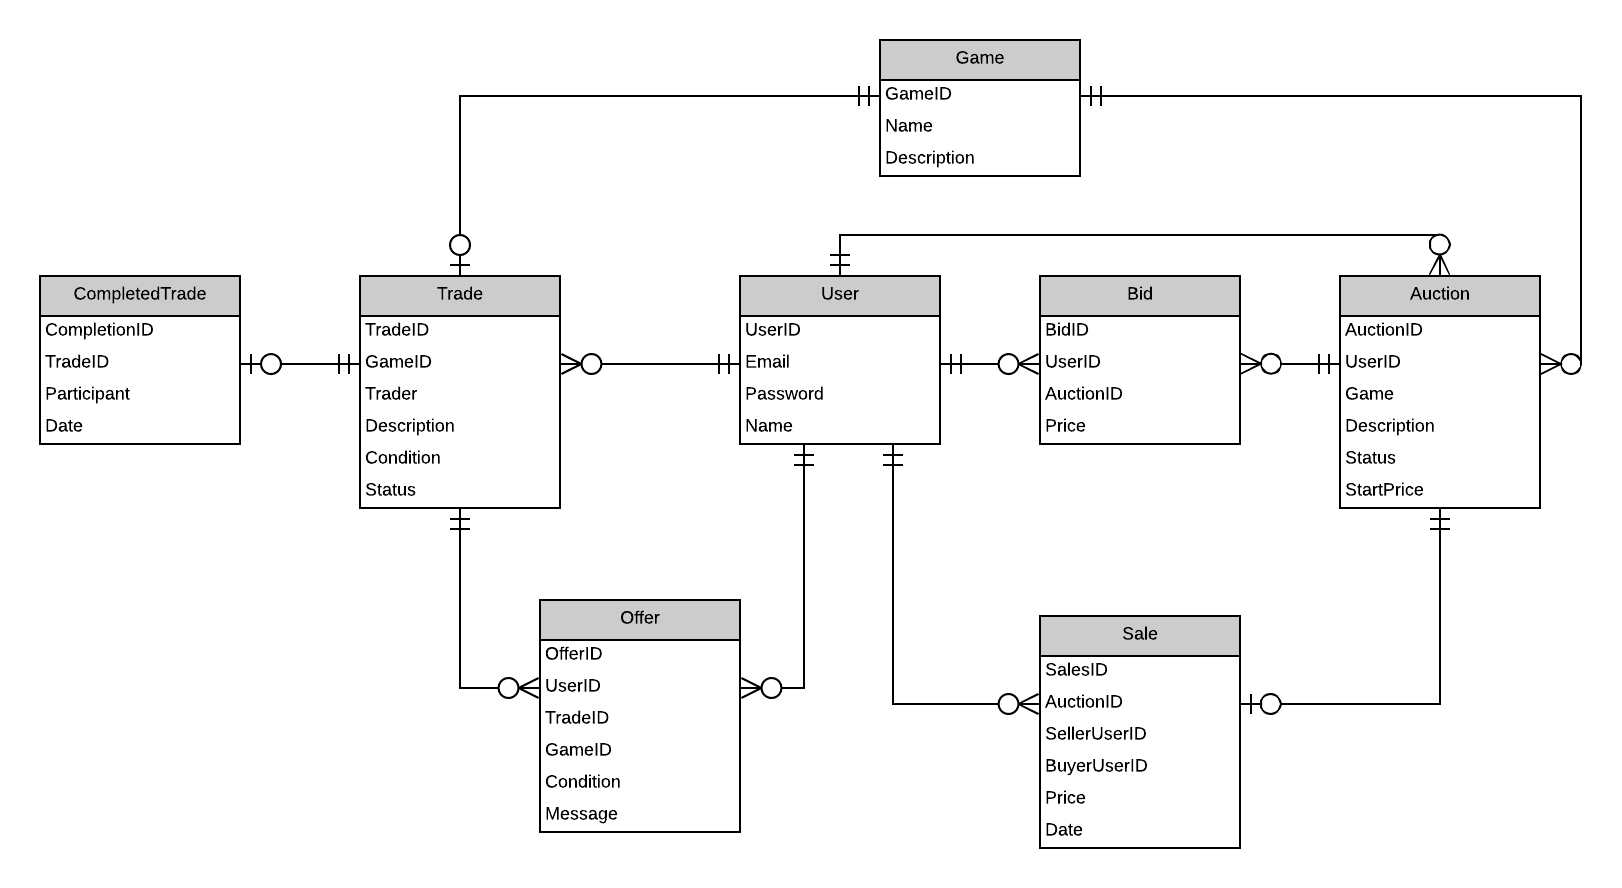 Game
GameID
Name
Description
CompletedTrade
CompletionID
TradeID
Participant
Date
Trade
TradeID
GameID
Trader
Description
Condition
Status
User
UserID
Email
Password
Name
Bid
BidID
UserID
AuctionID
Price
Auction
AuctionID
UserID
Game
Description
Status
StartPrice
Offer
OfferID
UserID
TradeID
GameID
Condition
Message
Sale
SalesID
AuctionID
SellerUserID
BuyerUserID
Price
Date